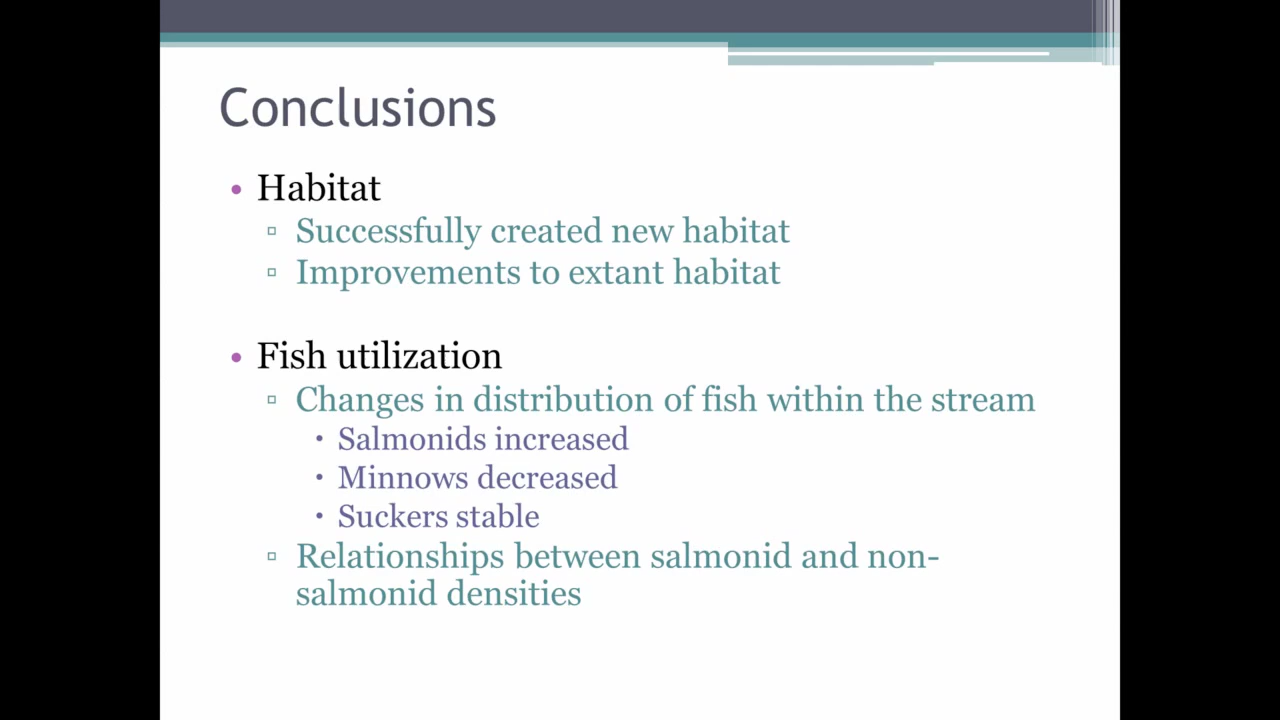 Conclusions
• Habitat
▫ Successfully created new habitat
▫ Improvements to extant habitat
• Fish utilization
▫ Changes in distribution of fish within the stream
▪ Salmonids increased
▪ Minnows decreased
▪ Suckers stable
▫ Relationships between salmonid and non-
salmonid densities